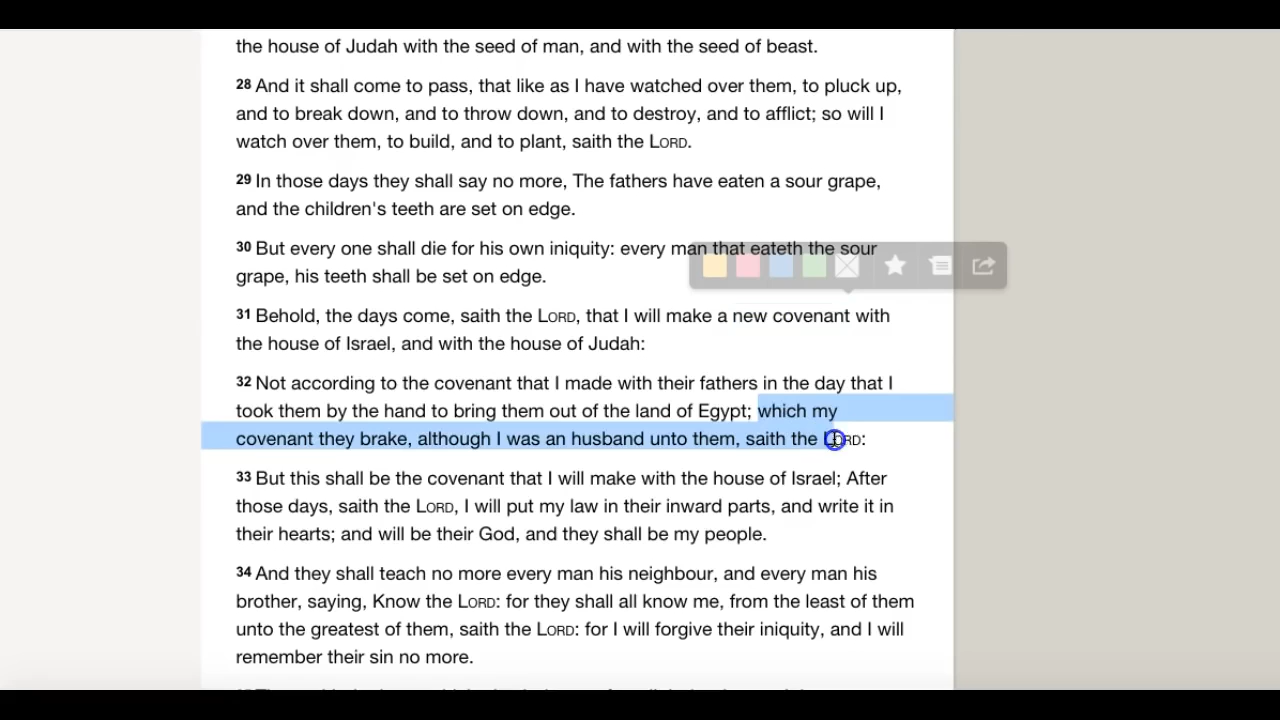 the house of Judah with the seed of man, and with the seed of beast.
28 And it shall come to pass, that like as I have watched over them, to pluck up,
and to break down, and to throw down, and to destroy, and to afflict; so will I
watch over them, to build, and to plant, saith the LORD.
29 In those days they shall say no more, The fathers have eaten a sour grape,
and the children's teeth are set on edge.
30 But every one shall die for his own iniquity: every man that eateth the sour
grape, his teeth shall be set on edge.
31 Behold, the days come, saith the LORD, that I will make a new covenant with
the house of Israel, and with the house of Judah:
32 Not according to the covenant that I made with their fathers in the day that I
took them by the hand to bring them out of the land of Egypt; which my
covenant they brake, although I was an husband unto them, saith the LORD:
33 But this shall be the covenant that I will make with the house of Israel; After
those days, saith the LORD, I will put my law in their inward parts, and write it in
their hearts; and will be their God, and they shall be my people.
34 And they shall teach no more every man his neighbour, and every man his
brother, saying, Know the LORD: for they shall all know me, from the least of them
unto the greatest of them, saith the LORD: for I will forgive their iniquity, and I will
remember their sin no more.